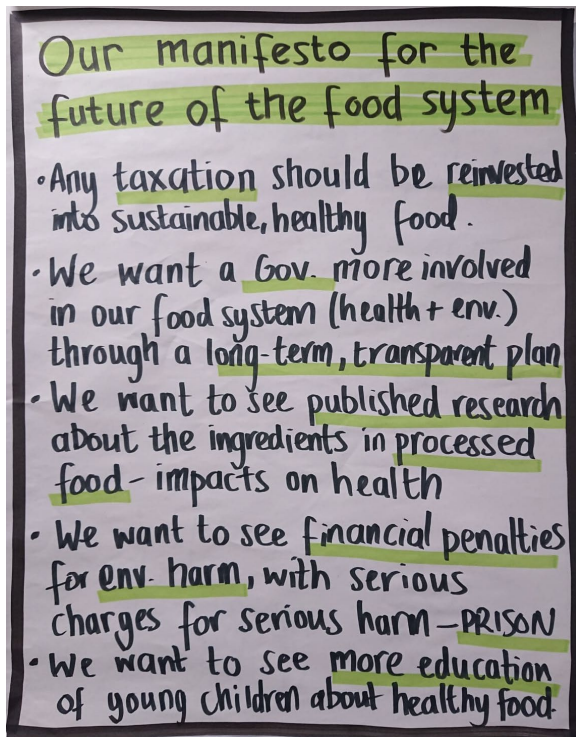 Our manifesto for the
future of the food system
• Any taxation should be reinvested
into sustainable, healthy food.
• We want a Gov. more involved
in our food system (health + env.)
through a long-term, transparent plan
• We want to see published research
about the ingredients in processed
food - impacts on health
• We want to see financial penalties
for env. harm, with serious
charges for serious harm - PRISON
• We want to see more education
of young children about healthy food